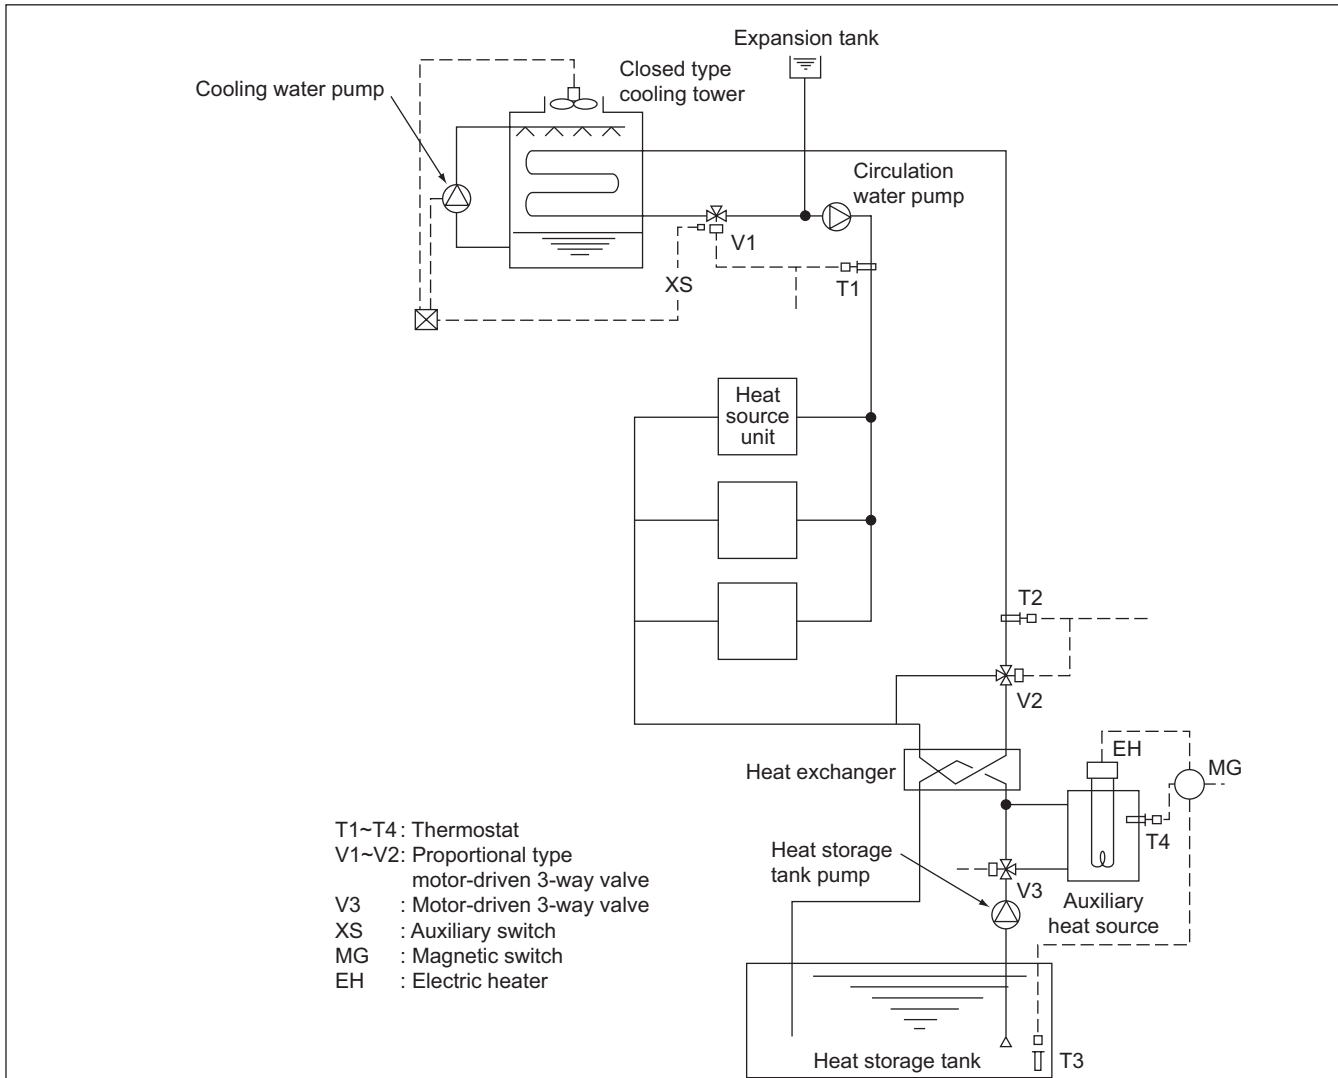 Expansion tank
Closed type
cooling tower
Cooling water pump
Circulation
water pump
V1
T1
XS
Heat
source
unit
T2
V2
EH
MG
Heat exchanger
T4
Heat storage
tank pump
V3
Auxiliary
heat source
T1~T4 : Thermostat
V1~V2 : Proportional type
motor-driven 3-way valve
V3 : Motor-driven 3-way valve
XS : Auxiliary switch
MG : Magnetic switch
EH : Electric heater
Heat storage tank
T3